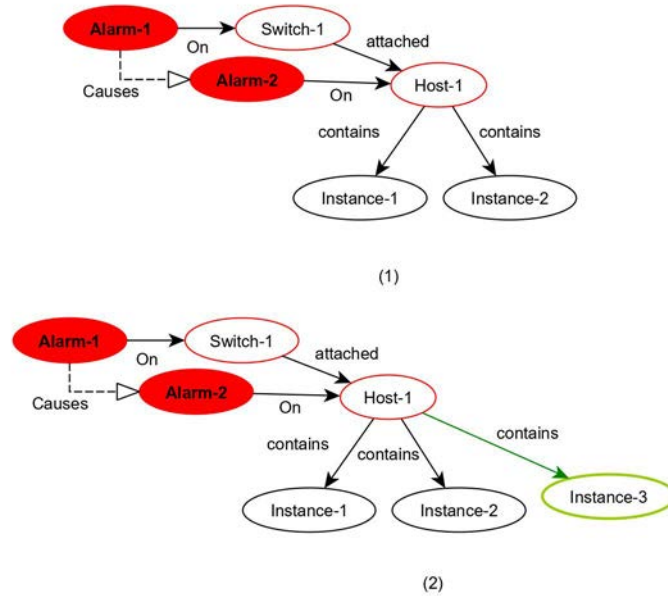 Alarm-1
Switch-1
On
attached
Alarm-2
Host-1
Causes
On
contains
contains
Instance-1
Instance-2
(1)
Alarm-1
Switch-1
On
attached
Alarm-2
Host-1
Causes
On
contains
contains
contains
Instance-3
Instance-1
Instance-2
(2)